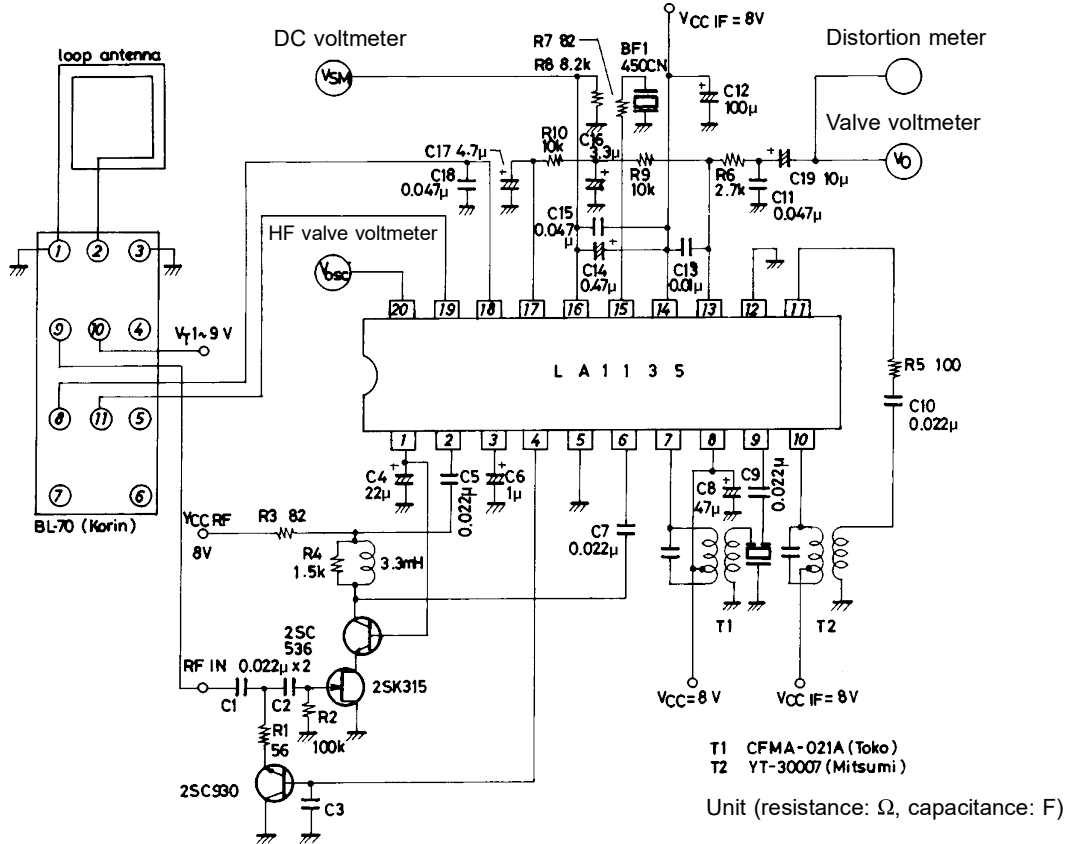 V CC IF = 8V
DC voltmeter
R7 82
BF1
Distortion meter
loop antenna
R8 8.2k
450CN
VSM
C12
100µ
Valve voltmeter
R10
10k
C16
3.3µ
C17 4.7µ
C18
0.047µ
R9
10k
R6
2.7k
C19 10µ
VO
C11
0.047µ
C15
0.047
µ
1
2
3
HF valve voltmeter
Vosc
C14
0.47µ
C13
0.01µ
20
19
18
17
16
15
14
13
12
11
9
10
4
VT 1~9 V
L A 1 1 3 5
R5 100
8
11
5
C10
0.022µ
1
2
3
4
5
6
7
8
9
10
7
6
BL-70 (Korin)
C4
22µ
C5
0.022µ
C6
1µ
C8
47µ
C9
0.022µ
VCC RF
8V
R3 82
C7
0.022µ
R4
1.5k
3.3mH
T1
T2
2SC
536
RF IN
0.022µ x 2
2SK315
VCC = 8V
VCC IF = 8V
C1
C2
R2
100k
R1
56
T1 CFMA-021A (Toko)
T2 YT-30007 (Mitsumi)
2SC930
C3
Unit (resistance: Ω, capacitance: F)